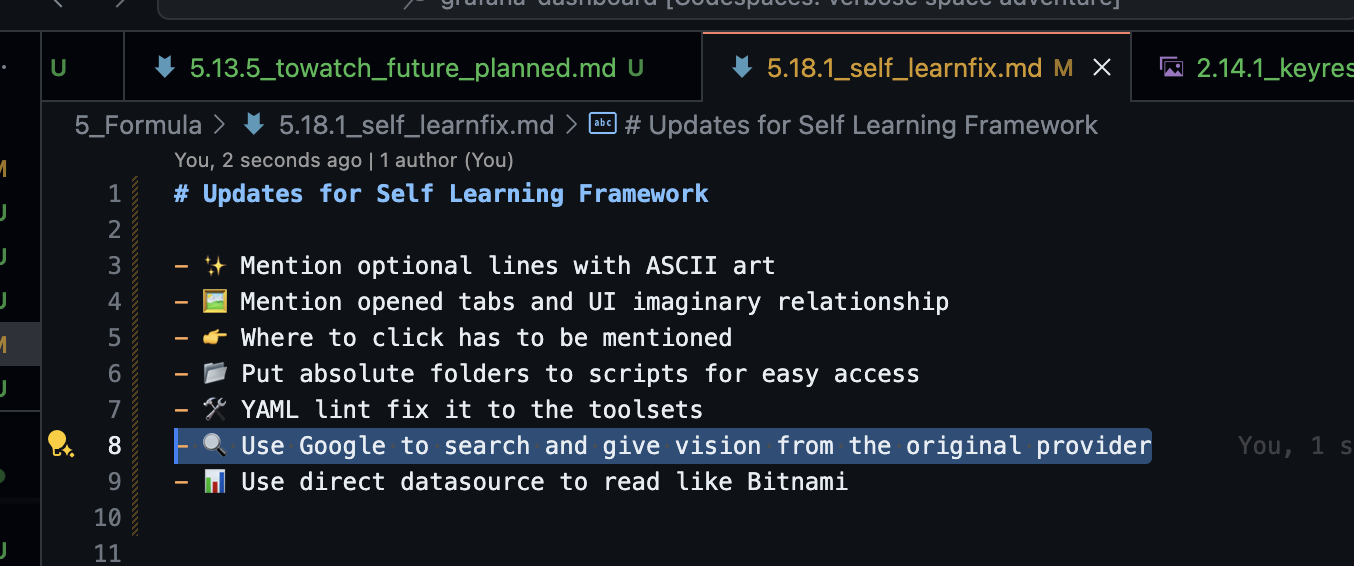 grafana-dashboard [Codespaces: verbose space adventure]
U
5.13.5_towatch_future_planned.md U
5.18.1_self_learnfix.md M
2.14.1_keyres
5_Formula > 5.18.1_self_learnfix.md > abc # Updates for Self Learning Framework
You, 2 seconds ago | 1 author (You)
1 # Updates for Self Learning Framework
2
3 - ✨ Mention optional lines with ASCII art
4 - 🖼️ Mention opened tabs and UI imaginary relationship
5 - 👉 Where to click has to be mentioned
6 - 📂 Put absolute folders to scripts for easy access
7 - 🛠️ YAML lint fix it to the toolsets
8 - 🔍 Use Google to search and give vision from the original provider You, 1 s
9 - 📊 Use direct datasource to read like Bitnami
10
11